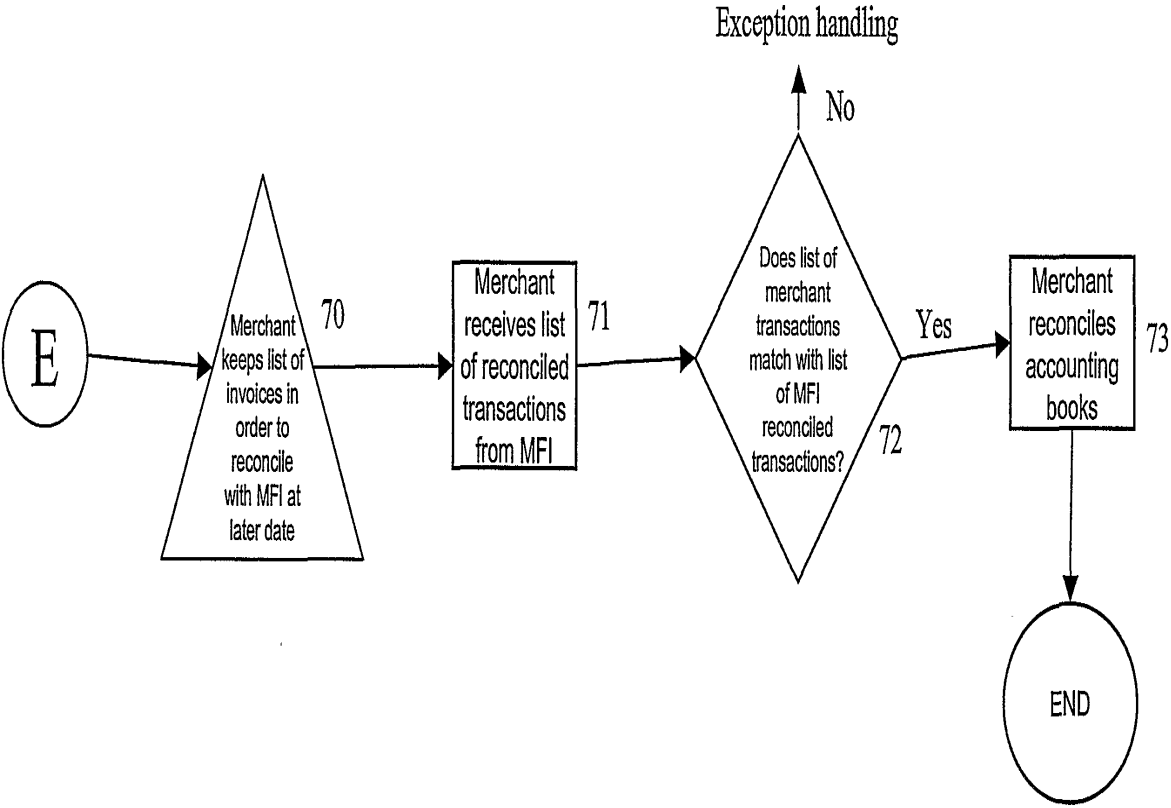 E
Merchant
keeps list of
invoices in
order to
reconcile
with MFI at
later date
70
Merchant
receives list
of reconciled
transactions
from MFI
71
Exception handling
No
Does list of
merchant
transactions
match with list
of MFI
reconciled
transactions?
72
Yes
Merchant
reconciles
accounting
books
73
END